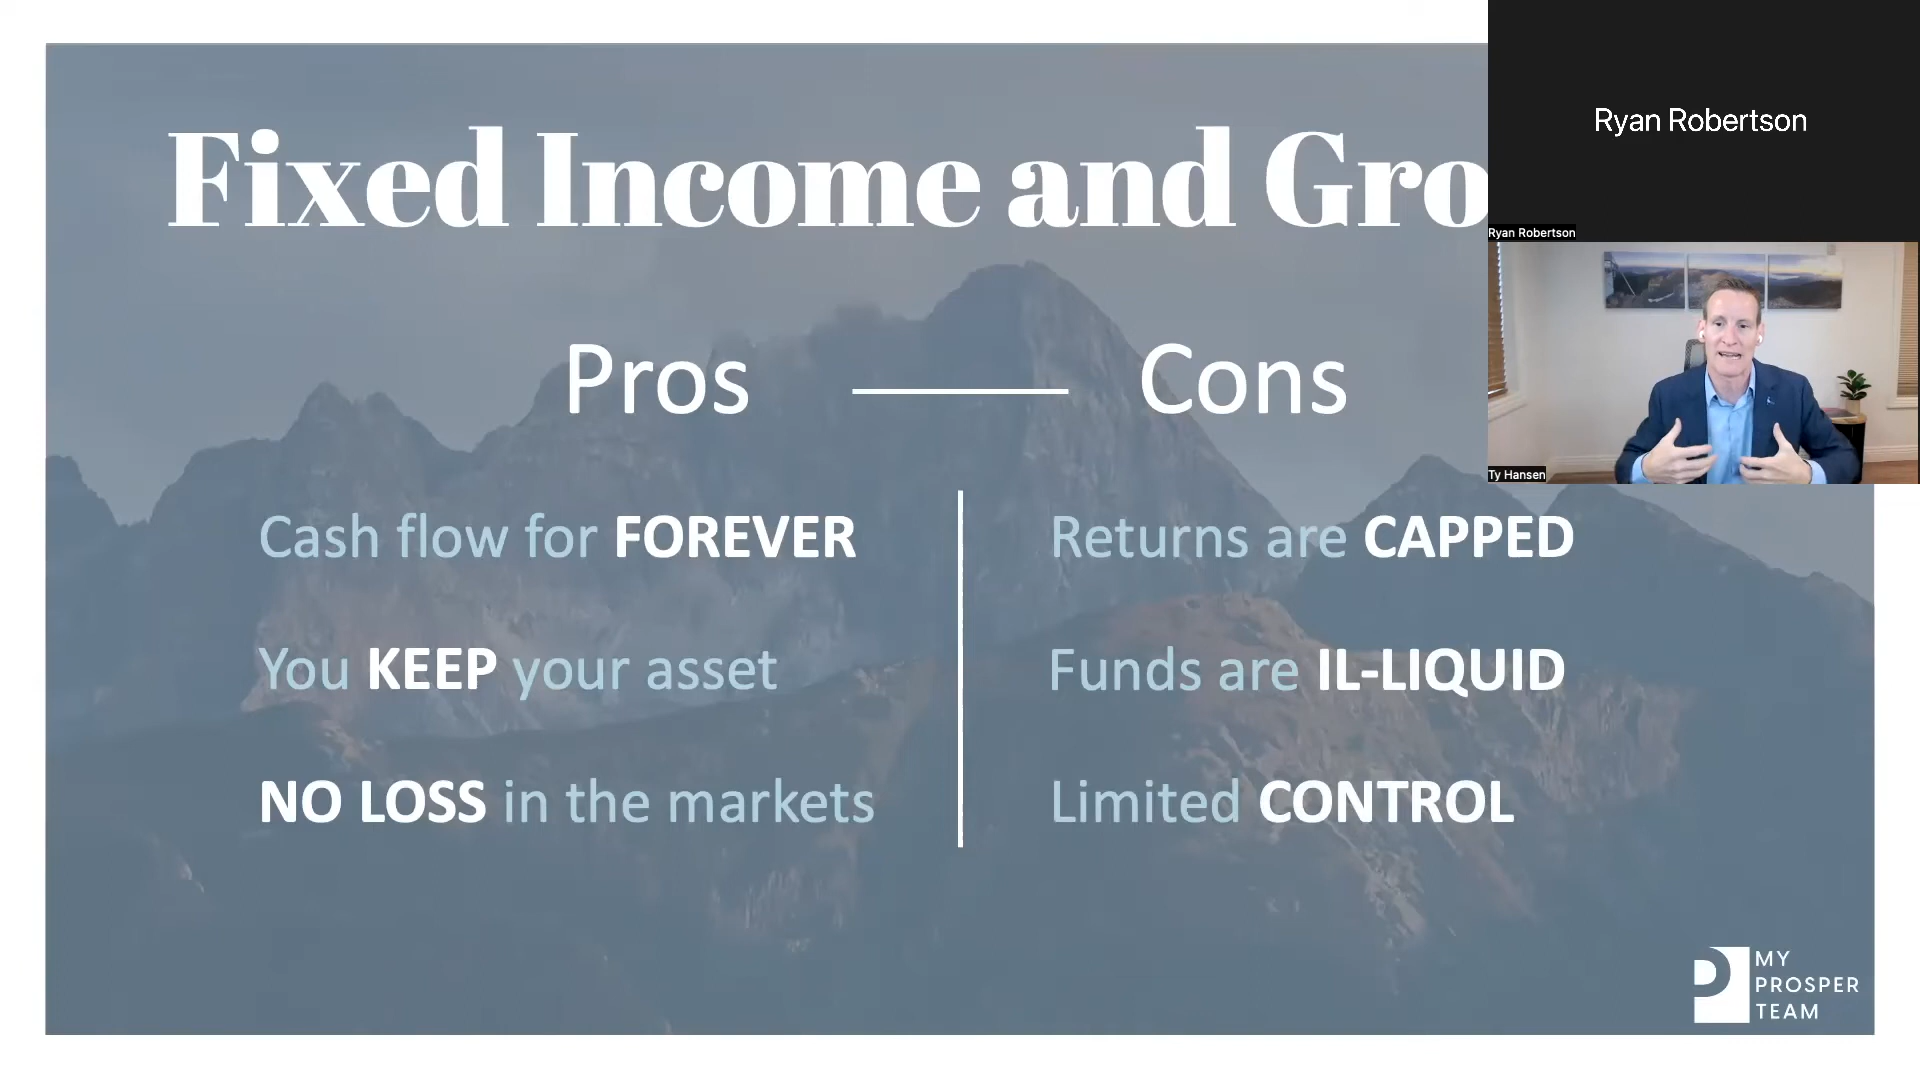 Fixed Income and Gro
Ryan Robertson
Ryan Robertson
Ty Hansen
Pros
Cons
Cash flow for FOREVER
You KEEP your asset
NO LOSS in the markets
Returns are CAPPED
Funds are IL-LIQUID
Limited CONTROL
MY
PROSPER
TEAM